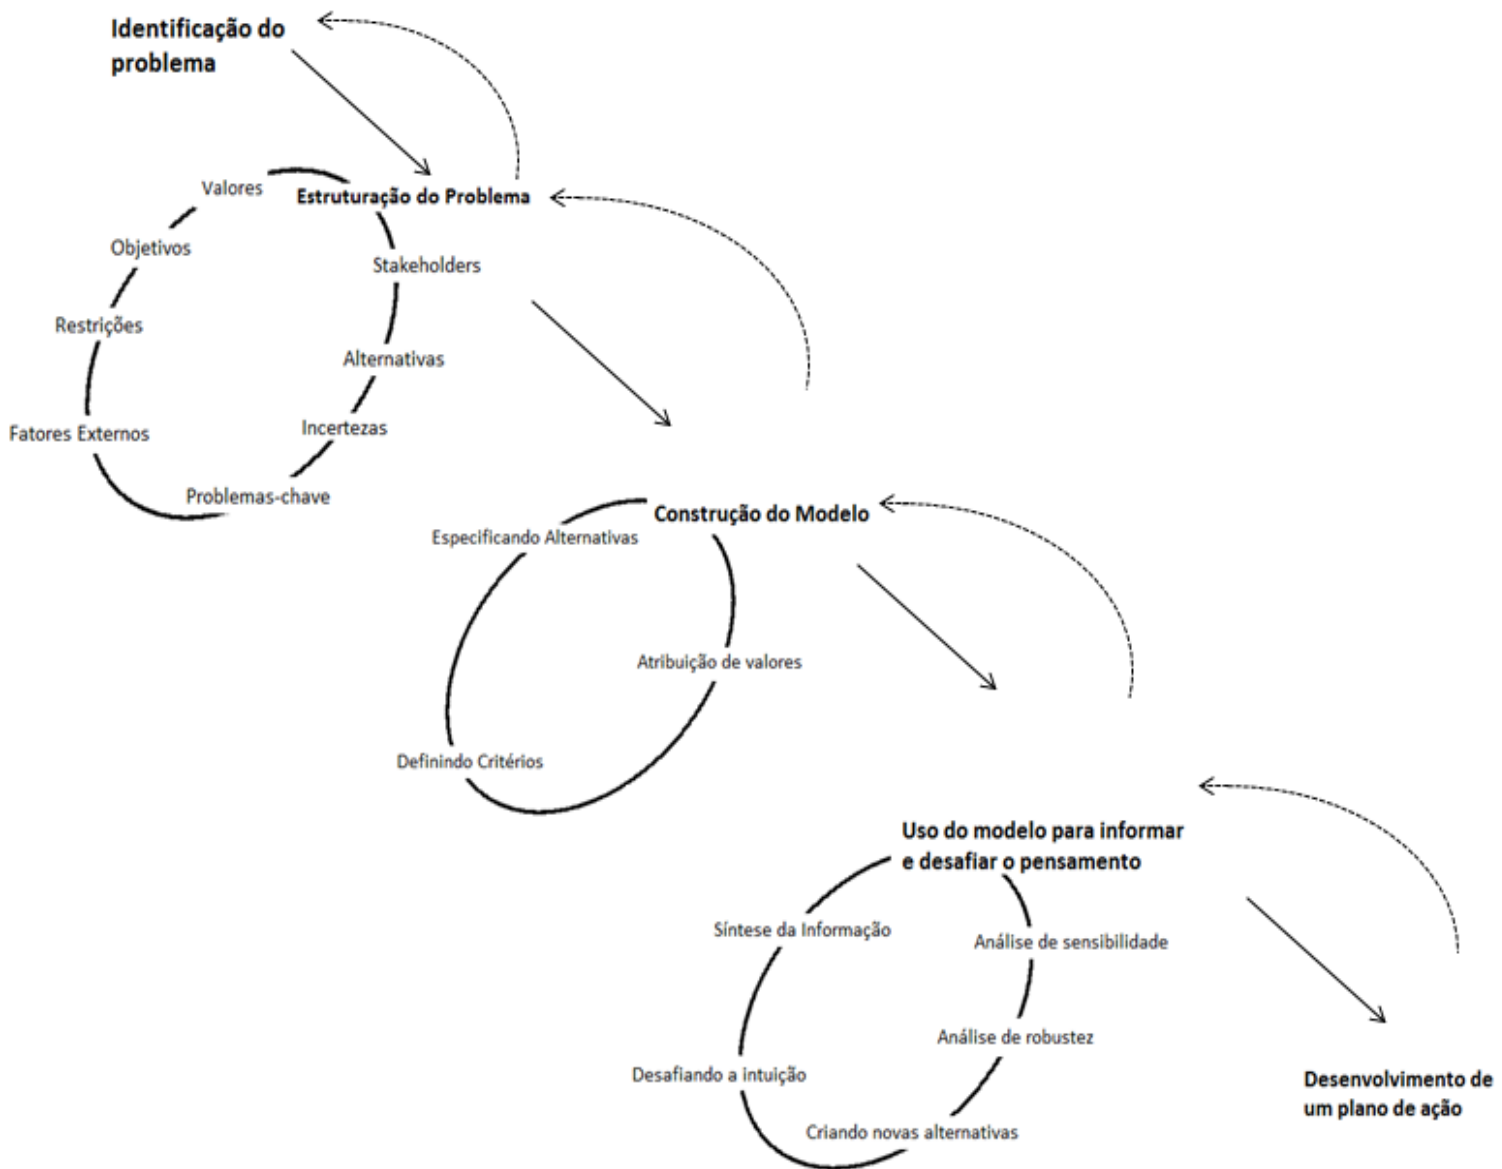 Identificação do
problema
Valores
Estruturação do Problema
Objetivos
Stakeholders
Restrições
Alternativas
Fatores Externos
Incertezas
Problemas-chave
Construção do Modelo
Especificando Alternativas
Atribuição de valores
Definindo Critérios
Uso do modelo para informar
e desafiar o pensamento
Síntese da Informação
Análise de sensibilidade
Análise de robustez
Desafiando a intuição
Criando novas alternativas
Desenvolvimento de
um plano de ação